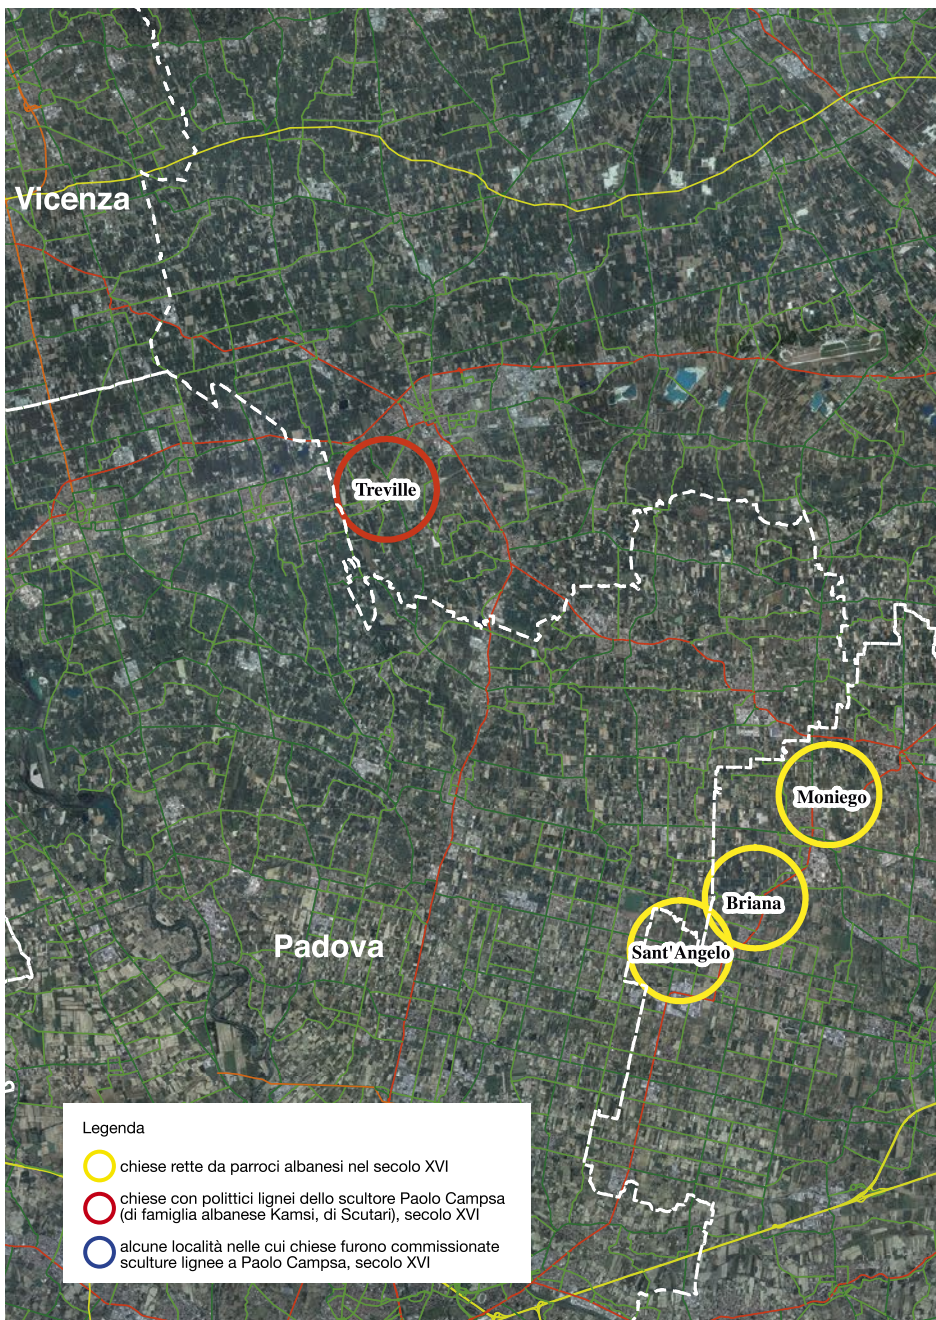 Vicenza
Treville
Moniego
Briana
Sant'Angelo
Padova
Legenda
chiese rette da parroci albanesi nel secolo XVI
chiese con polittici lignei dello scultore Paolo Campsa
(di famiglia albanese Kamsi, di Scutari), secolo XVI
alcune località nelle cui chiese furono commissionate
sculture lignee a Paolo Campsa, secolo XVI